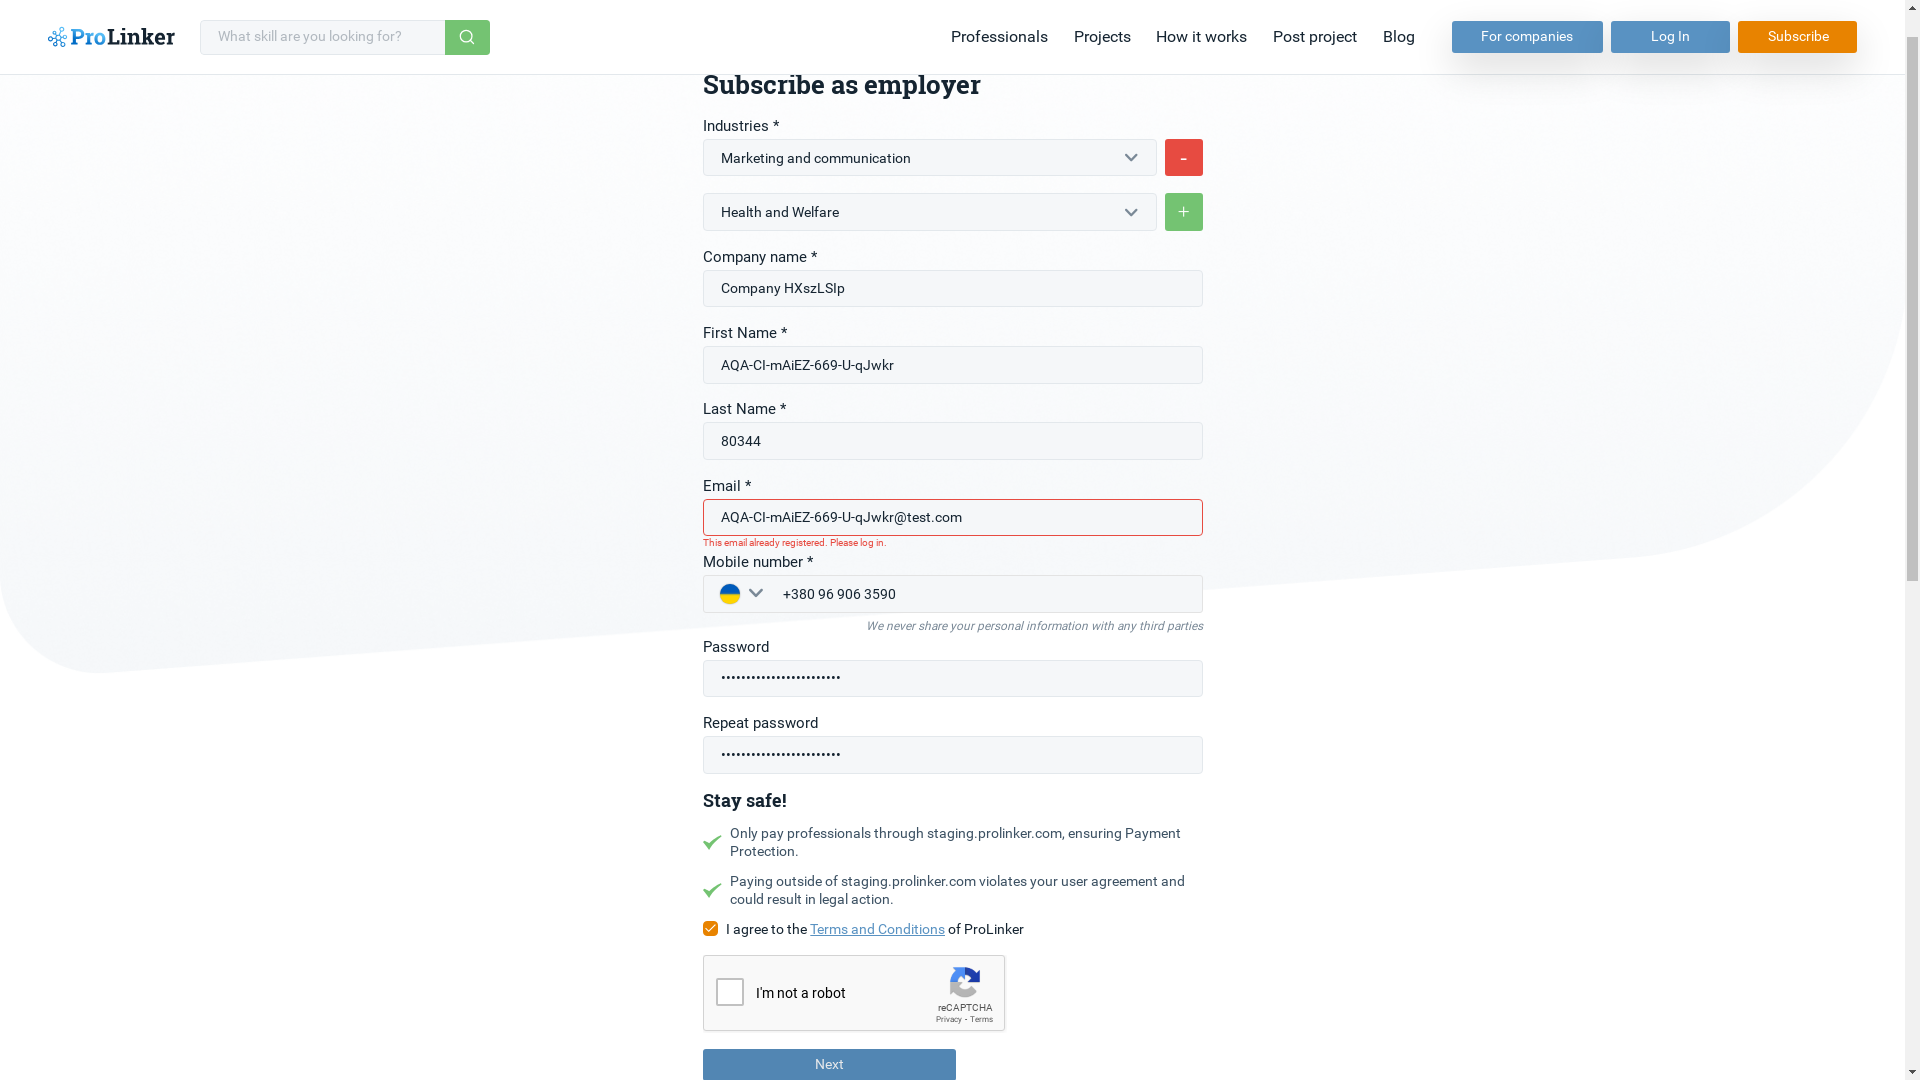 ProLinker
What skill are you looking for?
Professionals
Projects
How it works
Post project
Blog
For companies
Log In
Subscribe
Subscribe as employer
Industries *
Marketing and communication
-
Health and Welfare
+
Company name *
Company HXszLSIp
First Name *
AQA-CI-mAiEZ-669-U-qJwkr
Last Name *
80344
Email *
AQA-CI-mAiEZ-669-U-qJwkr@test.com
This email already registered. Please log in.
Mobile number *
+380 96 906 3590
We never share your personal information with any third parties
Password
••••••••••••••••••••••••
Repeat password
••••••••••••••••••••••••
Stay safe!
Only pay professionals through staging.prolinker.com, ensuring Payment
Protection.
Paying outside of staging.prolinker.com violates your user agreement and
could result in legal action.
I agree to the Terms and Conditions of ProLinker
I'm not a robot
reCAPTCHA
Privacy - Terms
Next